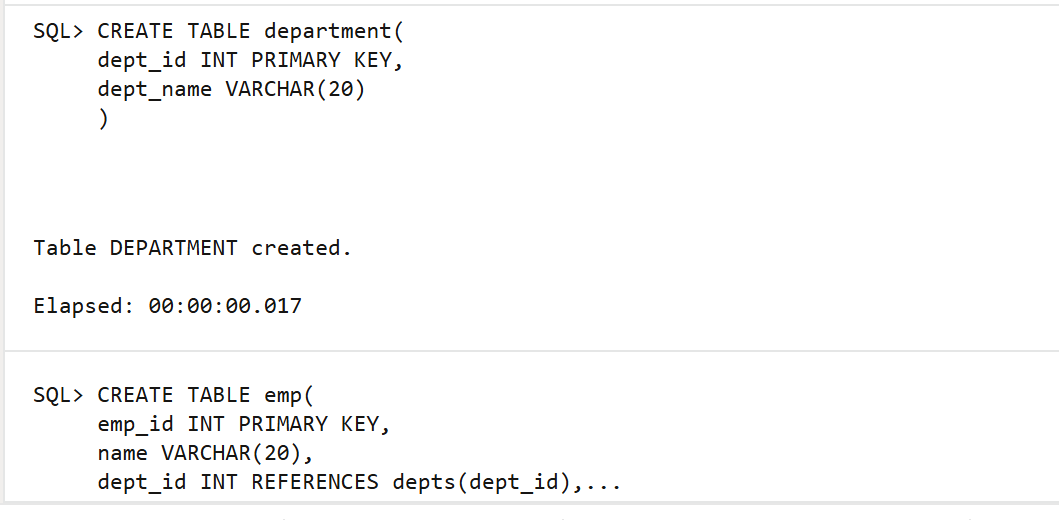 SQL> CREATE TABLE department(
dept_id INT PRIMARY KEY,
dept_name VARCHAR(20)
)
Table DEPARTMENT created.
Elapsed: 00:00:00.017
SQL> CREATE TABLE emp(
emp_id INT PRIMARY KEY,
name VARCHAR(20),
dept_id INT REFERENCES depts(dept_id),...